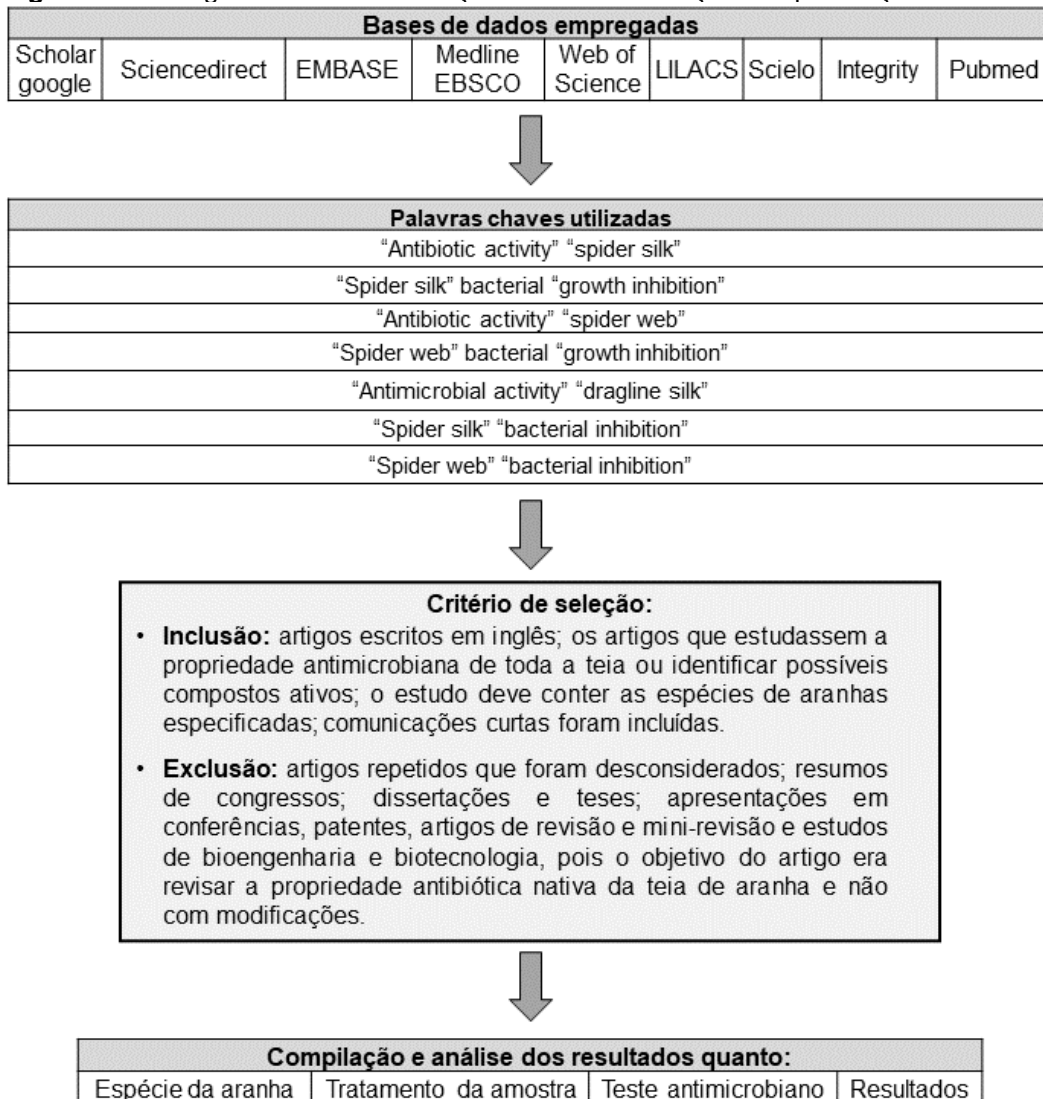 Bases de dados empregadas
Scholar google Sciencedirect EMBASE Medline EBSCO Web of Science LILACS Scielo Integrity Pubmed
Palavras chaves utilizadas
“Antibiotic activity” “spider silk”
“Spider silk” bacterial “growth inhibition”
“Antibiotic activity” “spider web”
“Spider web” bacterial “growth inhibition”
“Antimicrobial activity” “dragline silk”
“Spider silk” “bacterial inhibition”
“Spider web” “bacterial inhibition”
Critério de seleção:
• Inclusão: artigos escritos em inglês; os artigos que estudassem a
propriedade antimicrobiana de toda a teia ou identificar possíveis
compostos ativos; o estudo deve conter as espécies de aranhas
especificadas; comunicações curtas foram incluídas.
• Exclusão: artigos repetidos que foram desconsiderados; resumos
de congressos; dissertações e teses; apresentações em
conferências, patentes, artigos de revisão e mini-revisão e estudos
de bioengenharia e biotecnologia, pois o objetivo do artigo era
revisar a propriedade antibiótica nativa da teia de aranha e não
com modificações.
Compilação e análise dos resultados quanto:
Espécie da aranha Tratamento da amostra Teste antimicrobiano Resultados